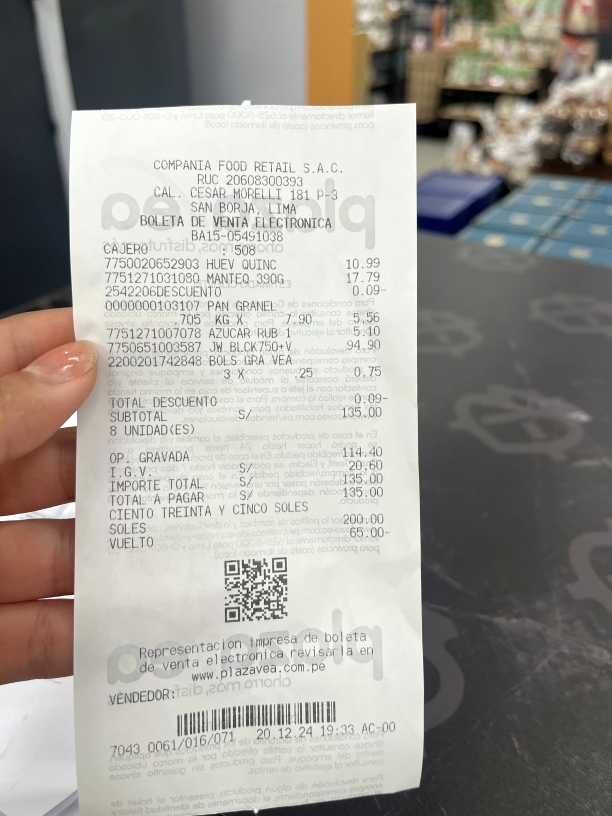 COMPANIA FOOD RETAIL S.A.C.
RUC 20608300393
CAL. CESAR MORELLI 181 P-3
SAN BORJA, LIMA
BOLETA DE VENTA ELECTRONICA
BA15-05491038
CAJERO : 508
7750020652903 HUEV QUINC 10.99
7751271031080 MANTEQ 390G 17.79
2542206DESCUENTO 0.09-
0000000103107 PAN GRANEL
.705 KG X 7.90 5.56
7751271007078 AZUCAR RUB 1 5.10
7750651003587 JW BLCK750+V 94.90
2200201742848 BOLS GRA VEA
3 X .25 0.75
TOTAL DESCUENTO 0.09-
SUBTOTAL S/ 135.00
8 UNIDAD(ES)
OP. GRAVADA 114.40
I.G.V. S/ 20.60
IMPORTE TOTAL S/ 135.00
TOTAL A PAGAR S/ 135.00
CIENTO TREINTA Y CINCO SOLES
SOLES 200.00
VUELTO 65.00-
Representacion impresa de boleta
de venta electronica revisarla en
www.plazavea.com.pe
VENDEDOR:
7043 0061/016/071 20.12.24 19:33 AC-00